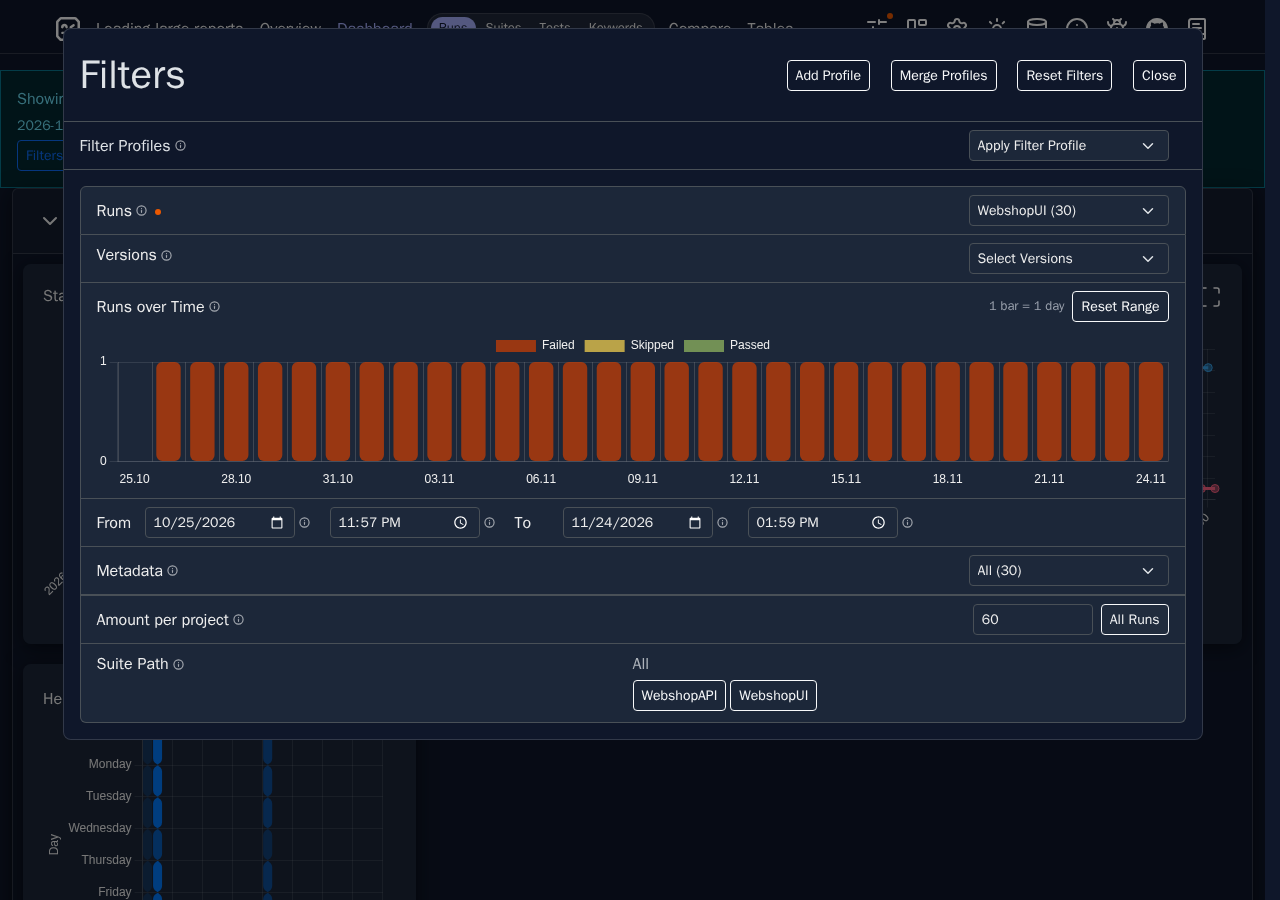 Loading large reports Overview Dashboard Runs Suites Tests Keywords Compare Tables
Filters
Add Profile Merge Profiles Reset Filters Close
Filter Profiles
Apply Filter Profile
Runs
WebshopUI (30)
Versions
Select Versions
Runs over Time
1 bar = 1 day
Reset Range
Failed Skipped Passed
1
0
25.10 28.10 31.10 03.11 06.11 09.11 12.11 15.11 18.11 21.11 24.11
From 10/25/2026 11:57 PM To 11/24/2026 01:59 PM
Metadata
All (30)
Amount per project
60
All Runs
Suite Path
All
WebshopAPI WebshopUI
Filters
Monday
Tuesday
Wednesday
Thursday
Friday
Day